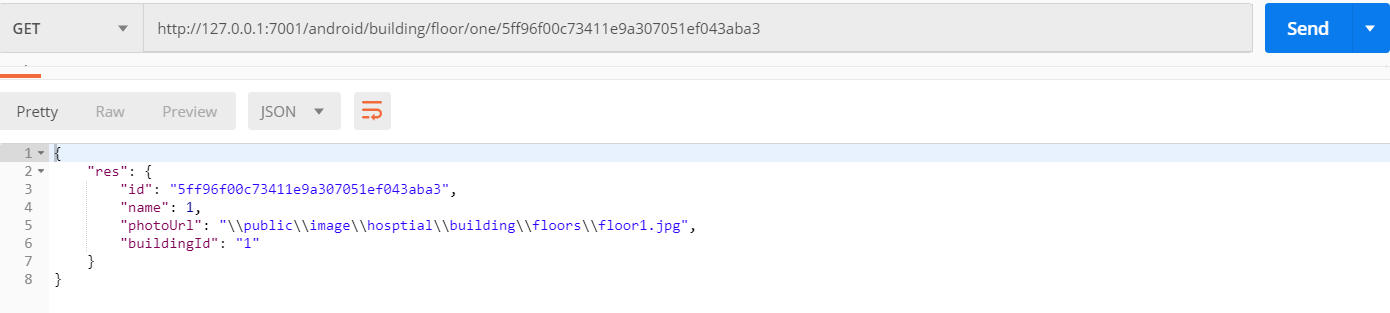 GET http://127.0.0.1:7001/android/building/floor/one/5ff96f00c73411e9a307051ef043aba3 Send
Pretty Raw Preview JSON
1 {
2 "res": {
3 "id": "5ff96f00c73411e9a307051ef043aba3",
4 "name": 1,
5 "photoUrl": "\\public\\image\\hosptial\\building\\floors\\floor1.jpg",
6 "buildingId": "1"
7 }
8 }